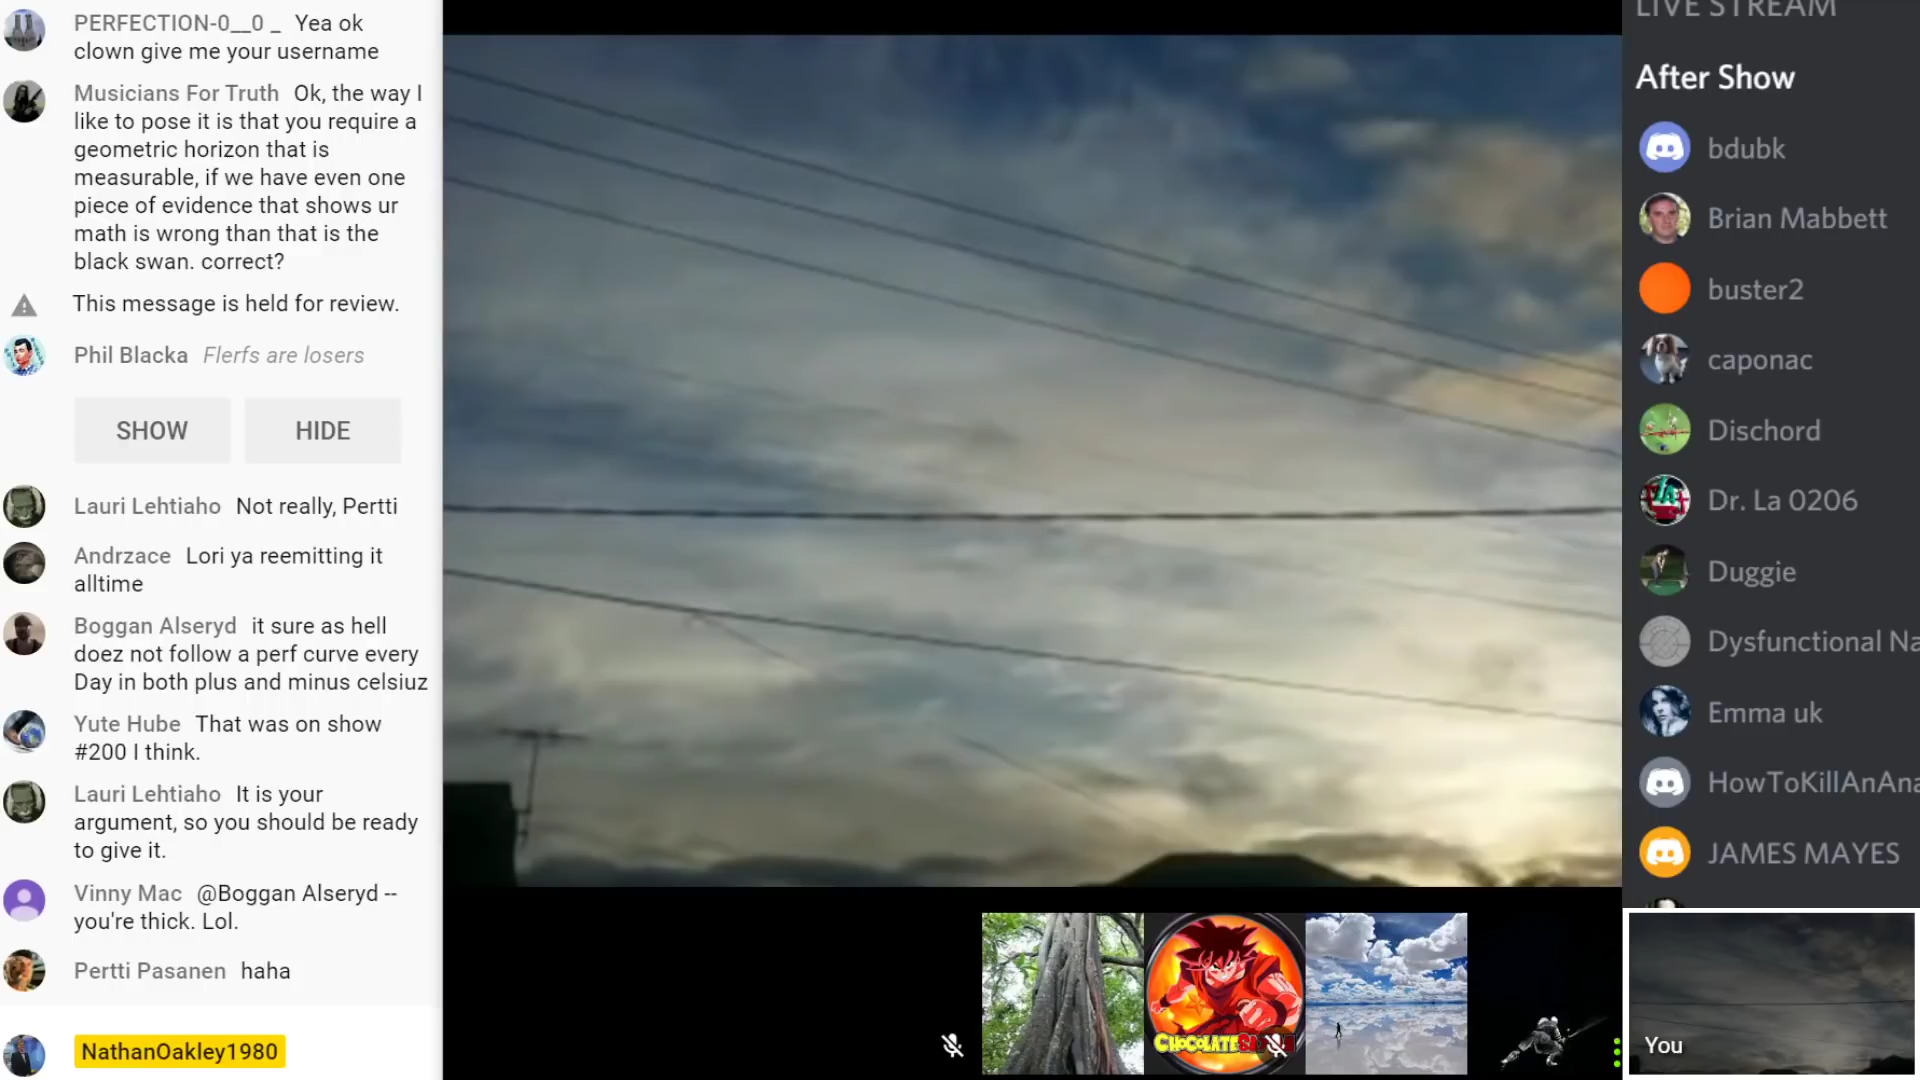 PERFECTION-0__0 _ Yea ok
clown give me your username
Musicians For Truth Ok, the way I
like to pose it is that you require a
geometric horizon that is
measurable, if we have even one
piece of evidence that shows ur
math is wrong than that is the
black swan. correct?
This message is held for review.
Phil Blacka Flerfs are losers
SHOW HIDE
Lauri Lehtiaho Not really, Pertti
Andrzace Lori ya reemitting it
alltime
Boggan Alseryd it sure as hell
doez not follow a perf curve every
Day in both plus and minus celsiuz
Yute Hube That was on show
#200 I think.
Lauri Lehtiaho It is your
argument, so you should be ready
to give it.
Vinny Mac @Boggan Alseryd --
you're thick. Lol.
Pertti Pasanen haha
NathanOakley1980
CHOCOLATE
LIVE STREAM
After Show
bdubk
Brian Mabbett
buster2
caponac
Dischord
Dr. La 0206
Duggie
Dysfunctional Na
Emma uk
HowToKillAnAna
JAMES MAYES
You